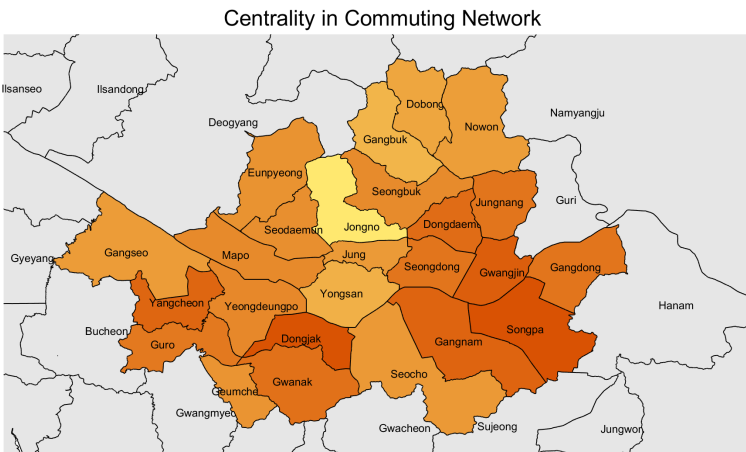 Centrality in Commuting Network
Ilsanseo
Ilsandong
Dobong
Namyangju
Deogyang
Nowon
Gangbuk
Eunpyeong
Seongbuk
Jungnang
Guri
Seodaemun
Jongno
Dongdaem
Gangseo
Mapo
Jung
Gyeyang
Seongdong
Gwangjin
Gangdong
Yongsan
Yangcheon
Yeongdeungpo
Hanam
Bucheon
Songpa
Dongjak
Gangnam
Guro
Seocho
Gwanak
Geumche
Gwangmyeo
Gwacheon
Sujeong
Jungwon